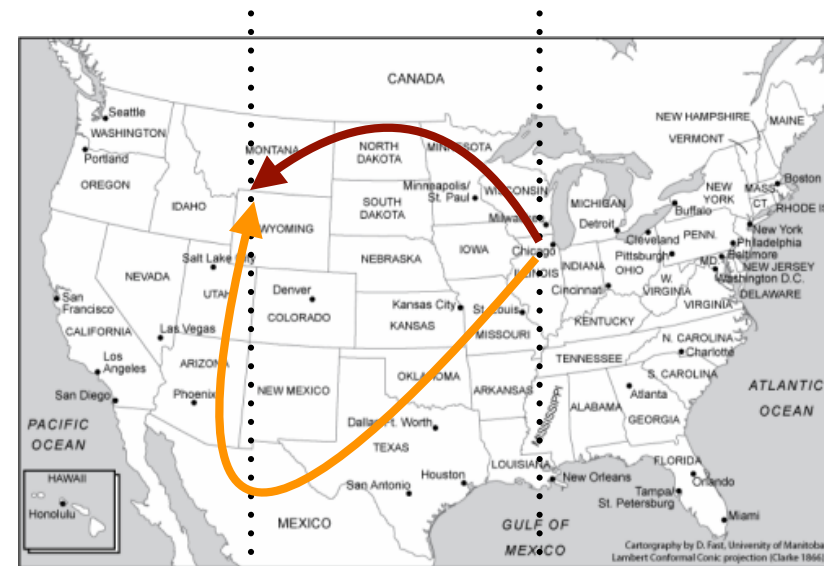 CANADA
Seattle
WASHINGTON
Portland
OREGON
IDAHO
MONTANA
NORTH
DAKOTA
MINNESOTA
SOUTH
DAKOTA
Minneapolis/
St. Paul
WISCONSIN
Milwaukee
MICHIGAN
Detroit
NEW HAMPSHIRE
VERMONT
MAINE
NEW
YORK
MASS.
Boston
CT.
RHODE IS
Buffalo
New York
PENN.
Philadelphia
Pittsburgh
Baltimore
MD.
NEW JERSEY
Washington D.C.
DELAWARE
Cleveland
OHIO
W.
VIRGINIA
VIRGINIA
WYOMING
NEBRASKA
IOWA
Chicago
ILLINOIS
INDIANA
Cincinnati
KENTUCKY
Salt Lake City
NEVADA
UTAH
Denver
COLORADO
Kansas City
KANSAS
St. Louis
MISSOURI
San
Francisco
CALIFORNIA
Las Vegas
Los
Angeles
San Diego
ARIZONA
Phoenix
NEW MEXICO
OKLAHOMA
ARKANSAS
TENNESSEE
N. CAROLINA
Charlotte
S. CAROLINA
Atlanta
GEORGIA
ALABAMA
MISSISSIPPI
Dallas/Ft. Worth
TEXAS
LOUISIANA
New Orleans
Houston
San Antonio
FLORIDA
Orlando
Tampa/
St. Petersburg
Miami
ATLANTIC
OCEAN
PACIFIC
OCEAN
HAWAII
Honolulu
MEXICO
GULF OF
MEXICO
Cartography by D. Fast, University of Manitoba
Lambert Conformal Conic projection (Clarke 1866)